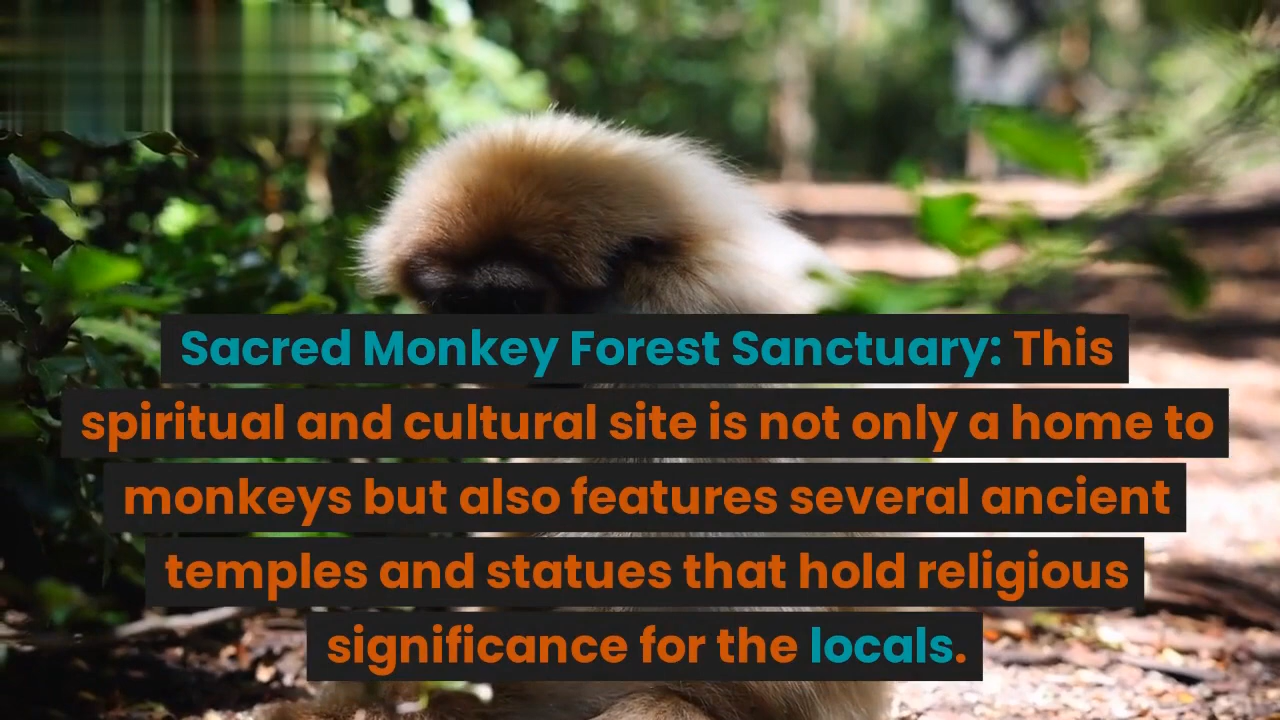 Sacred Monkey Forest Sanctuary: This
spiritual and cultural site is not only a home to
monkeys but also features several ancient
temples and statues that hold religious
significance for the locals.